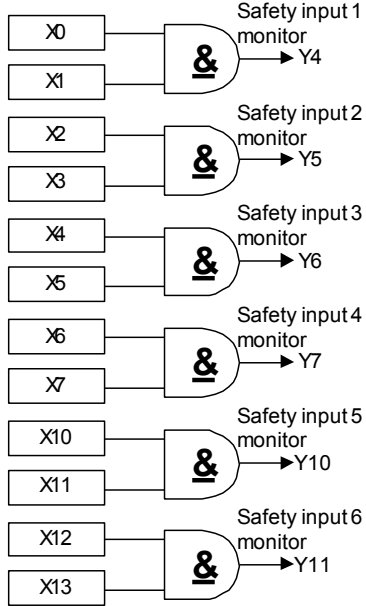 Safety input 1
X0
monitor
&
Y4
X1
Safety input 2
X2
monitor
&
Y5
X3
Safety input 3
X4
monitor
&
Y6
X5
Safety input 4
X6
monitor
&
Y7
X7
Safety input 5
X10
monitor
&
Y10
X11
Safety input 6
X12
monitor
&
Y11
X13